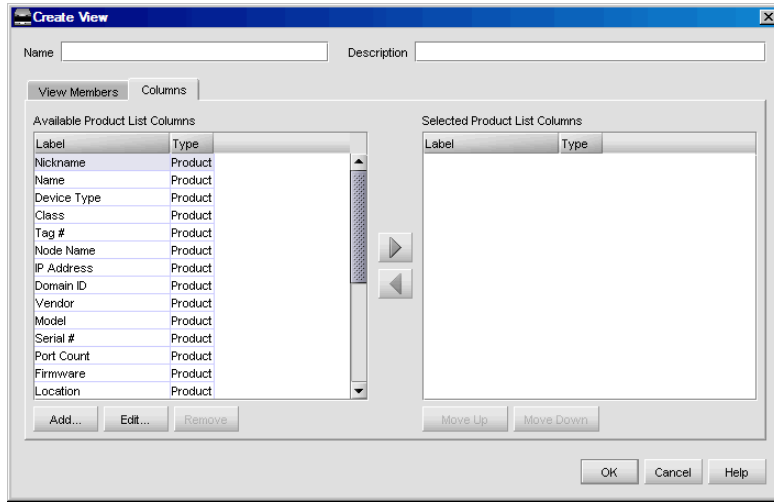 Create View
Name Description
View Members Columns
Available Product List Columns Selected Product List Columns
Label Type Label Type
Nickname Product
Name Product
Device Type Product
Class Product
Tag # Product
Node Name Product
IP Address Product
Domain ID Product
Vendor Product
Model Product
Serial # Product
Port Count Product
Firmware Product
Location Product
Add... Edit... Remove Move Up Move Down
OK Cancel Help